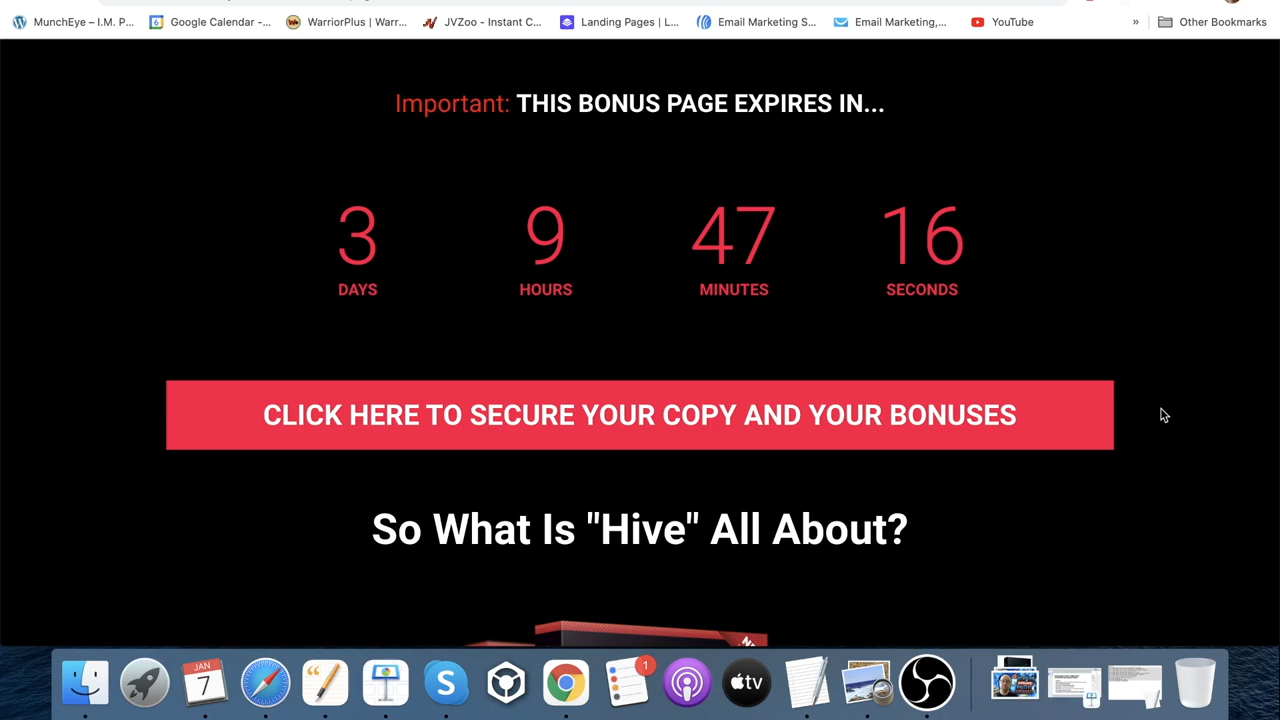 MunchEye – I.M. P... Google Calendar -... WarriorPlus | Warr... JVZoo - Instant C... Landing Pages | L... Email Marketing S... Email Marketing,... YouTube » Other Bookmarks
Important: THIS BONUS PAGE EXPIRES IN...
3 9 47 16
DAYS HOURS MINUTES SECONDS
CLICK HERE TO SECURE YOUR COPY AND YOUR BONUSES
So What Is "Hive" All About?
JAN
7
1
tv